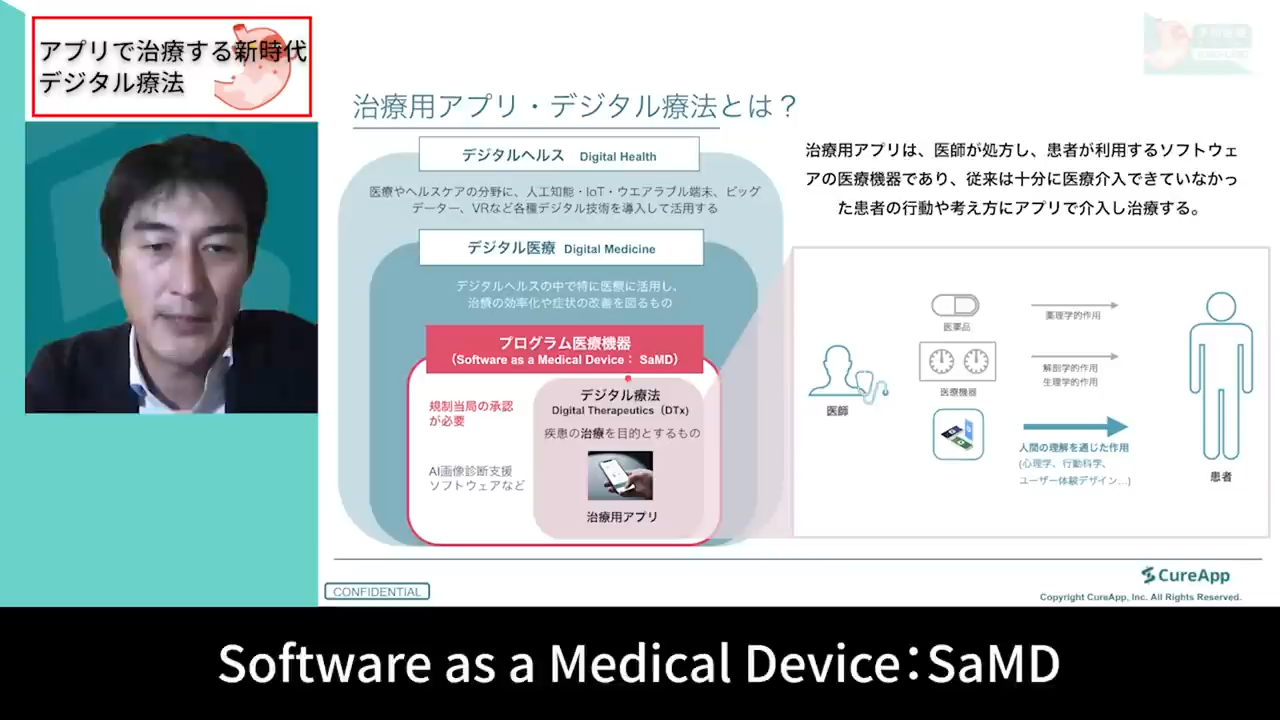 アプリで治療する新時代
デジタル療法
治療用アプリ・デジタル療法とは?
デジタルヘルス Digital Health
医療やヘルスケアの分野に、人工知能・IoT・ウエアラブル端末、ビッグ
データー、VRなど各種デジタル技術を導入して活用する
デジタル医療 Digital Medicine
デジタルヘルスの中で特に医療に活用し、
治療の効率化や症状の改善を図るもの
プログラム医療機器
(Software as a Medical Device: SaMD)
規制当局の承認
が必要
AI画像診断支援
ソフトウェアなど
デジタル療法
Digital Therapeutics(DTx)
疾患の治療を目的とするもの
治療用アプリ
治療用アプリは、医師が処方し、患者が利用するソフトウェ
アの医療機器であり、従来は十分に医療介入できていなかっ
た患者の行動や考え方にアプリで介入し治療する。
医師
医薬品
医療機器
薬理学的作用
解剖学的作用
生理学的作用
人間の理解を通じた作用
(心理学、行動科学、
ユーザー体験デザイン...)
患者
CONFIDENTIAL
CureApp
Copyright CureApp, Inc. All Rights Reserved.
Software as a Medical Device:SaMD